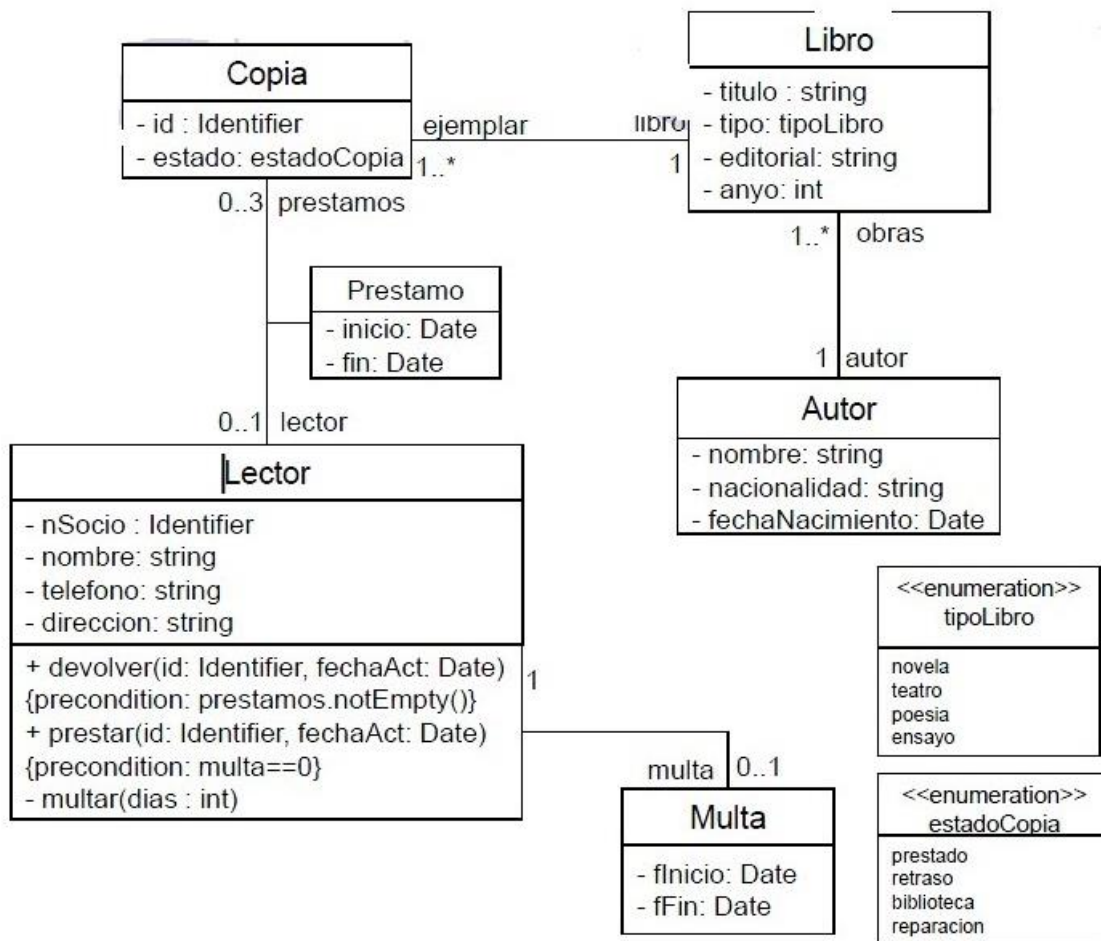 Copia
- id : Identifier
- estado: estadoCopia
ejemplar
1..*
libro
1
Libro
- titulo : string
- tipo: tipoLibro
- editorial: string
- anyo: int
0..3 prestamos
1..* obras
Prestamo
- inicio: Date
- fin: Date
1 autor
Autor
- nombre: string
- nacionalidad: string
- fechaNacimiento: Date
0..1 lector
Lector
- nSocio : Identifier
- nombre: string
- telefono: string
- direccion: string
+ devolver(id: Identifier, fechaAct: Date)
{precondition: prestamos.notEmpty()}
+ prestar(id: Identifier, fechaAct: Date)
{precondition: multa==0}
- multar(dias : int)
1
multa 0..1
Multa
- fInicio: Date
- fFin: Date
<<enumeration>>
tipoLibro
novela
teatro
poesia
ensayo
<<enumeration>>
estadoCopia
prestado
retraso
biblioteca
reparacion